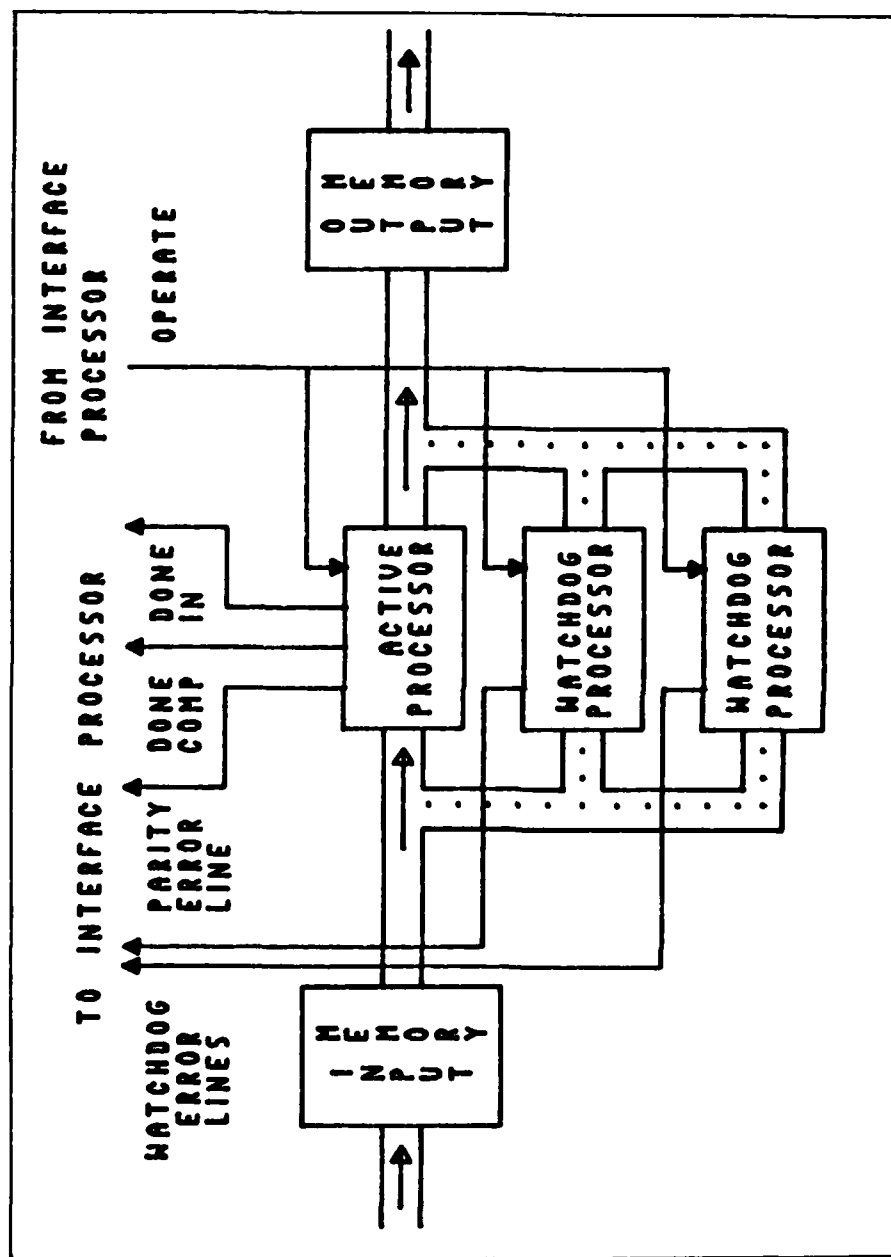 TO INTERFACE PROCESSOR
FROM INTERFACE
PROCESSOR
WATCHDOG
ERROR
LINES
PARITY
ERROR
LINE
DONE
COMP
DONE
IN
OPERATE
INPUT
MEMORY
ACTIVE
PROCESSOR
OUTPUT
MEMORY
WATCHDOG
PROCESSOR
WATCHDOG
PROCESSOR